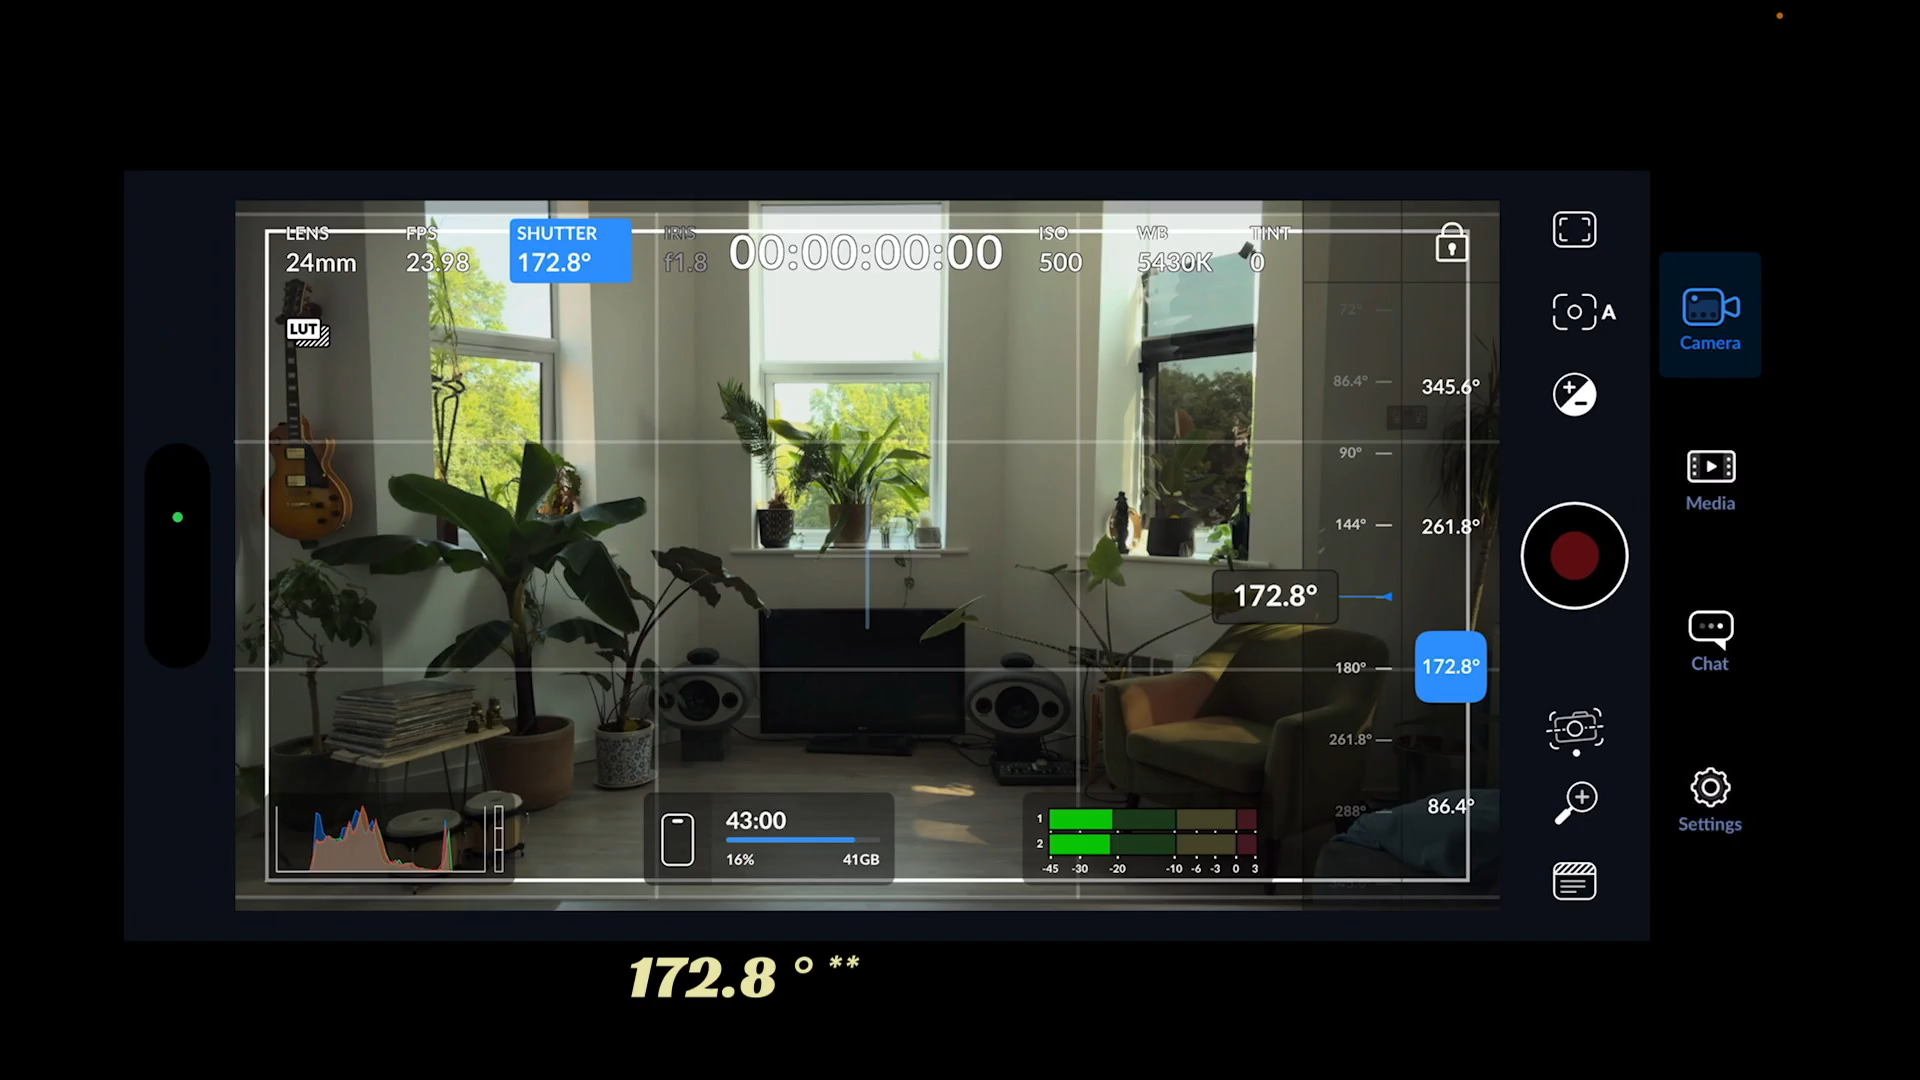 LENS
24mm
FPS
23.98
SHUTTER
172.8°
IRIS
f1.8
00:00:00:00
ISO
500
WB
5430K
TINT
0
LUT
A
Camera
72°
86.4°
345.6°
90°
Media
144°
261.8°
172.8°
180°
172.8°
Chat
261.8°
288°
86.4°
Settings
43:00
16%
41GB
1
2
-45 -30 -20 -10 -6 -3 0 3
172.8 ° **